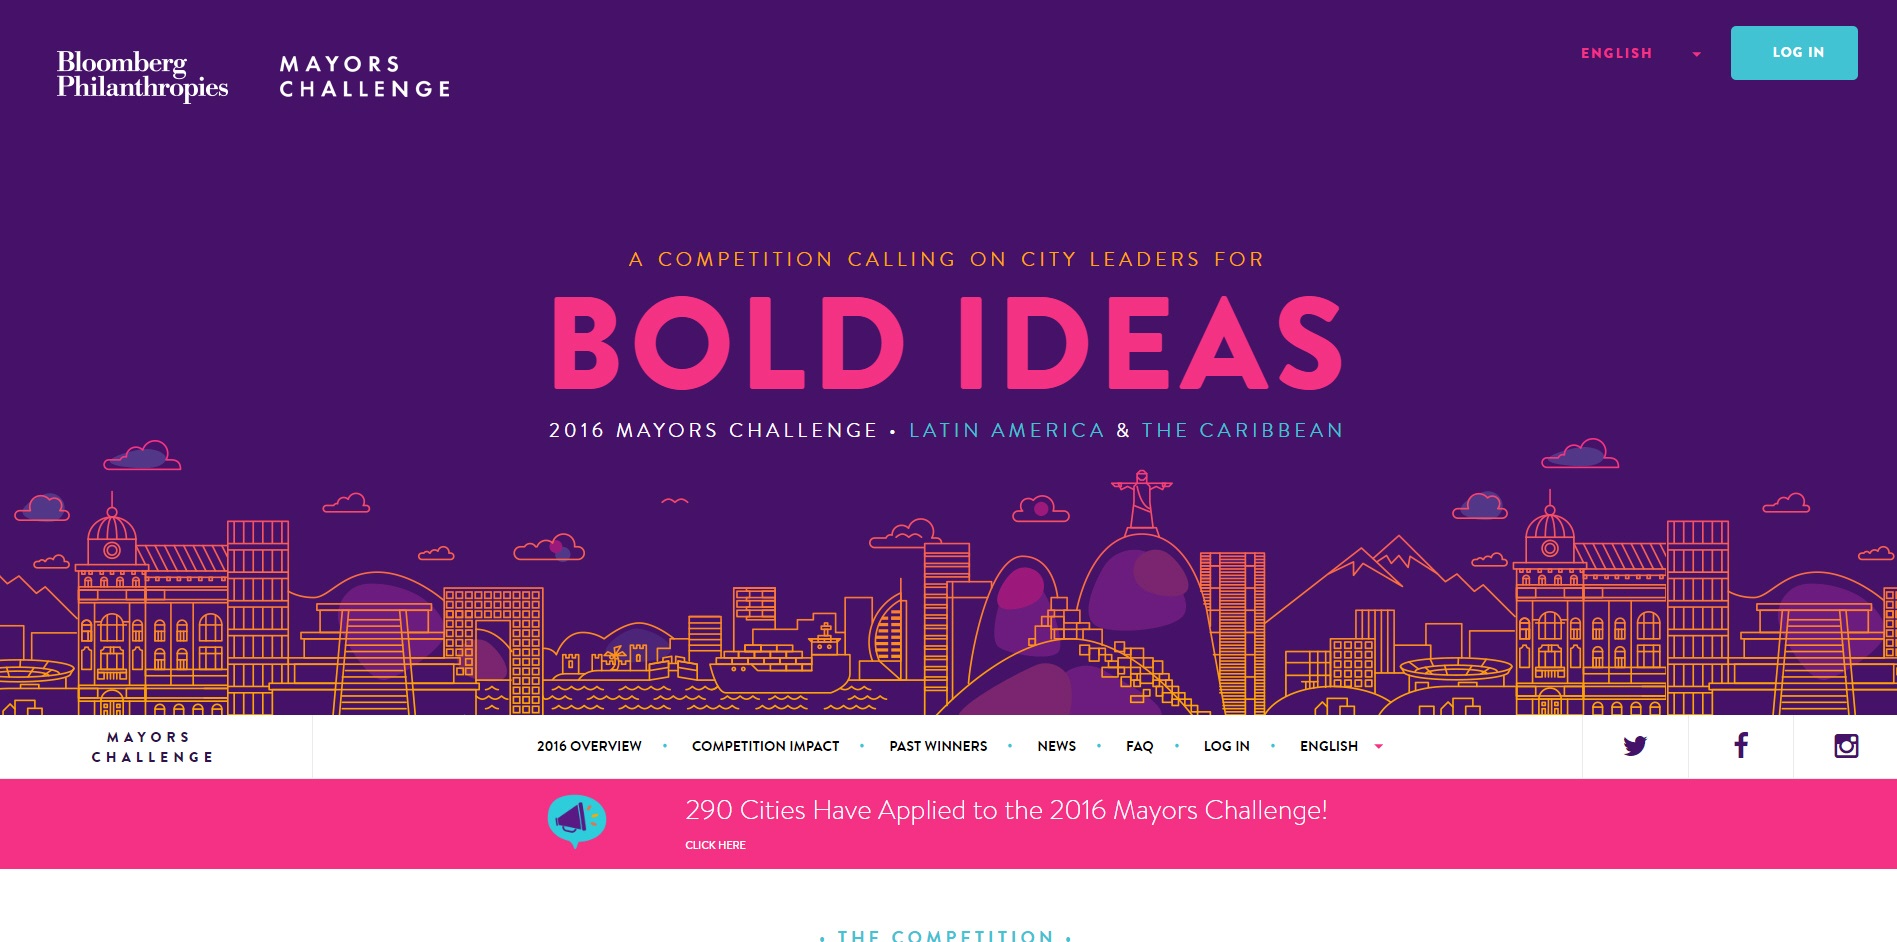 Bloomberg
Philanthropies
MAYORS
CHALLENGE
ENGLISH
LOG IN
A COMPETITION CALLING ON CITY LEADERS FOR
BOLD IDEAS
2016 MAYORS CHALLENGE • LATIN AMERICA & THE CARIBBEAN
MAYORS
CHALLENGE
2016 OVERVIEW • COMPETITION IMPACT • PAST WINNERS • NEWS • FAQ • LOG IN • ENGLISH
290 Cities Have Applied to the 2016 Mayors Challenge!
CLICK HERE
• THE COMPETITION •